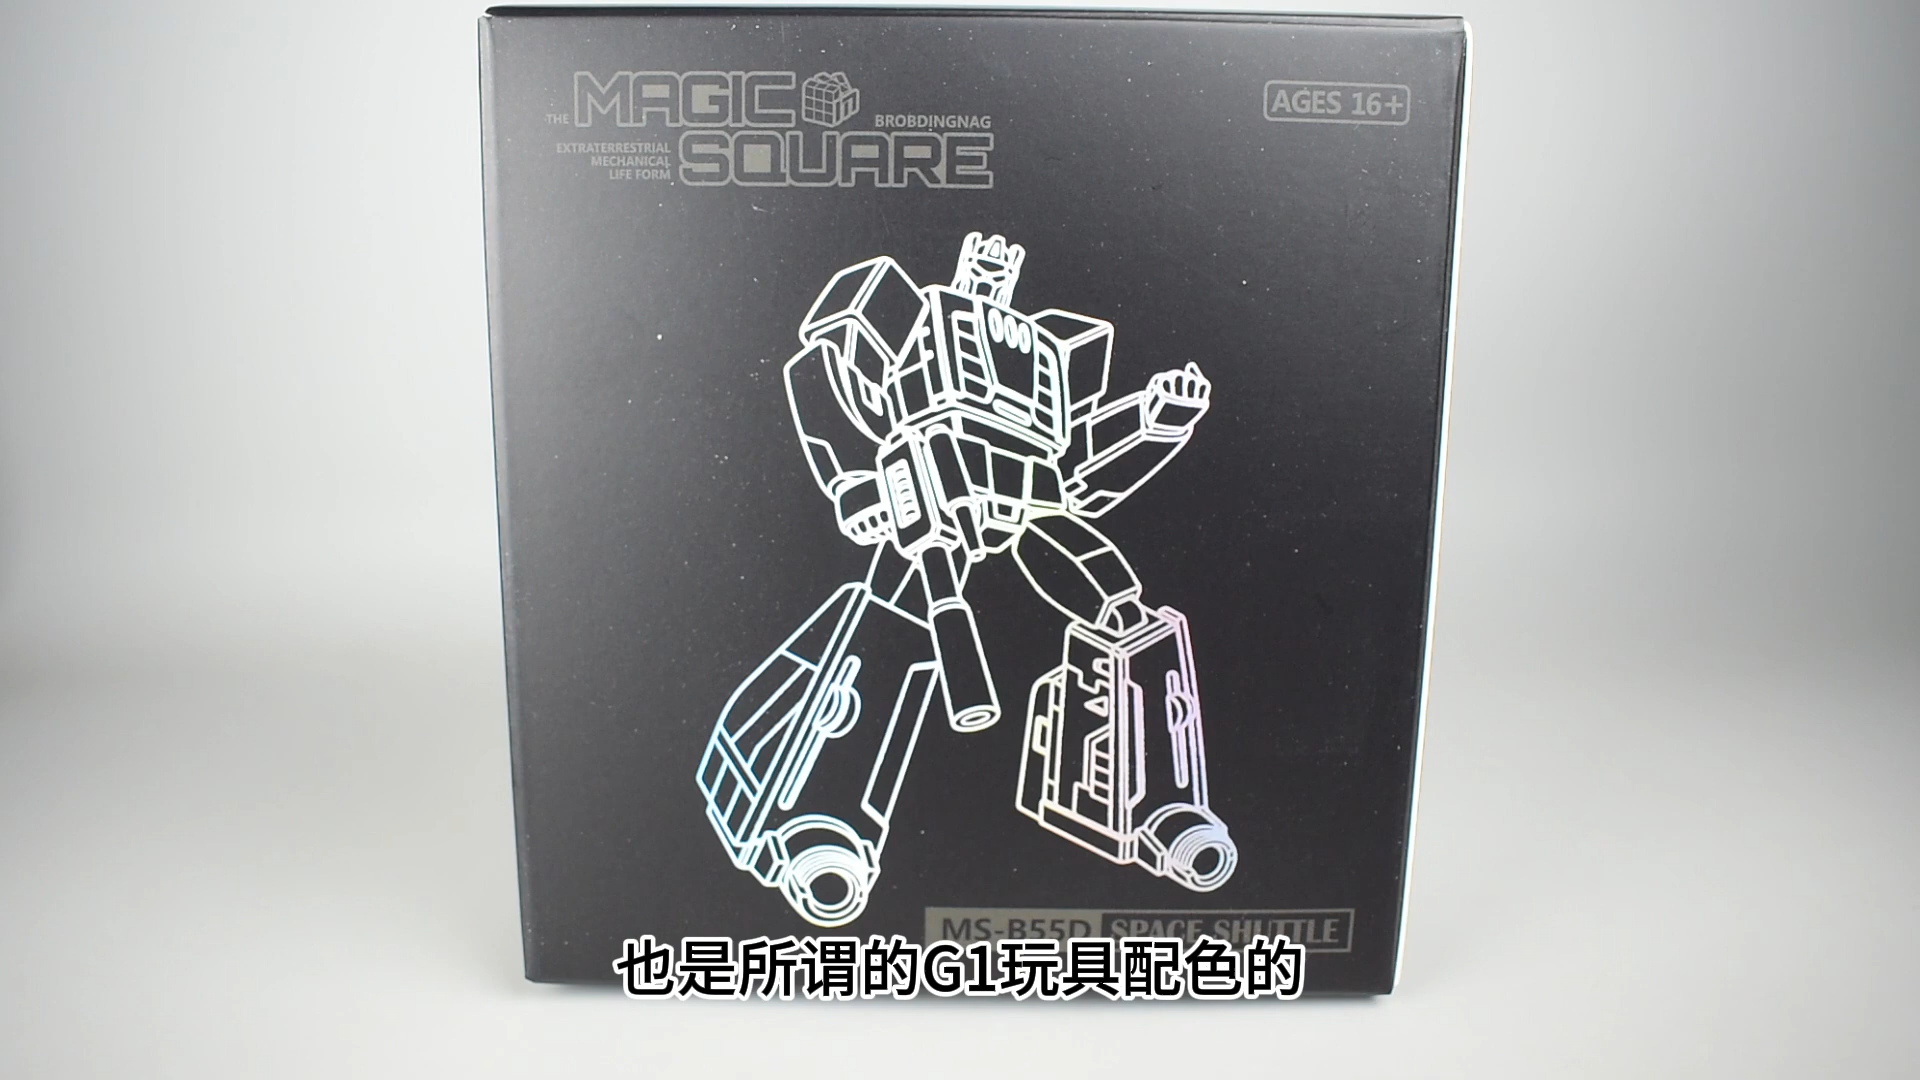 THE MAGIC
BROBDINGNAG
EXTRATERRESTRIAL
MECHANICAL
LIFE FORM
SQUARE
AGES 16+
MS-B55D SPACE SHUTTLE
也是所谓的G1玩具配色的